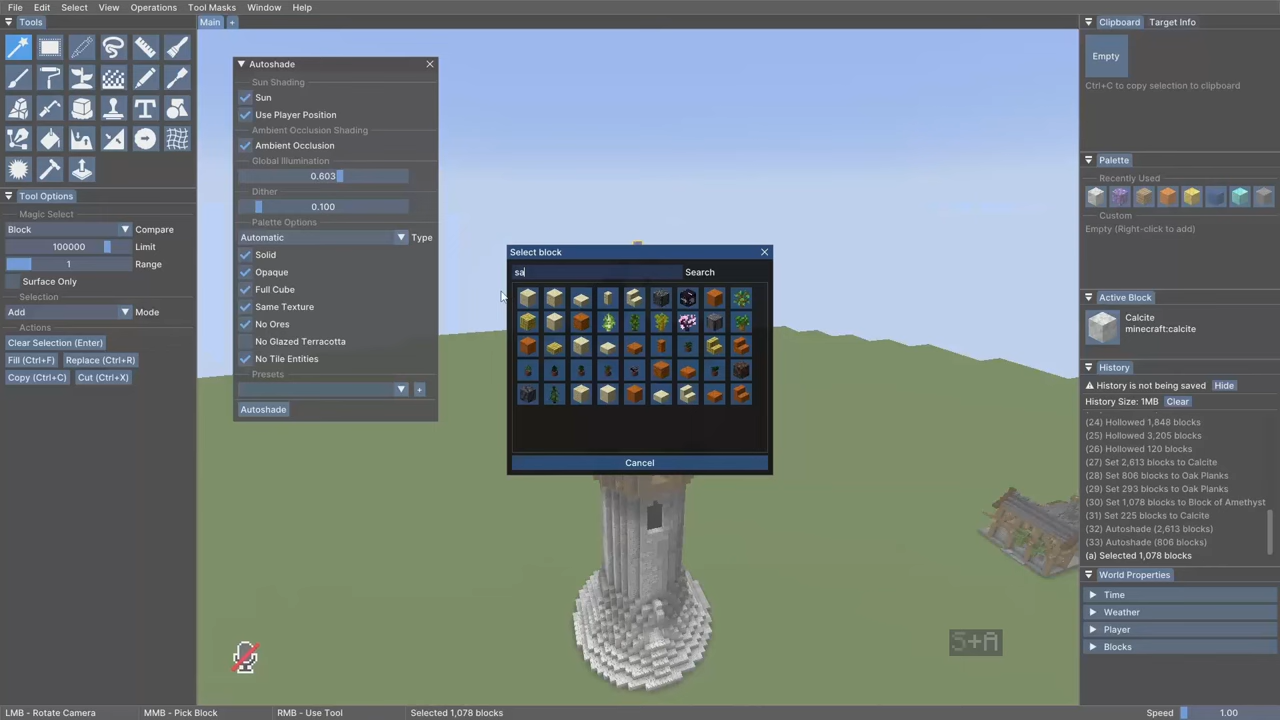 File Edit Select View Operations Tool Masks Window Help
Tools
Main +
Clipboard Target Info
Empty
Ctrl+C to copy selection to clipboard
Autoshade
Sun Shading
Sun
Use Player Position
Ambient Occlusion Shading
Ambient Occlusion
Global Illumination
0.603
Dither
0.100
Palette Options
Automatic Type
Solid
Opaque
Full Cube
Same Texture
No Ores
No Glazed Terracotta
No Tile Entities
Presets
+
Autoshade
Tool Options
Magic Select
Block Compare
100000 Limit
1 Range
Surface Only
Selection
Add Mode
Actions
Clear Selection (Enter)
Fill (Ctrl+F) Replace (Ctrl+R)
Copy (Ctrl+C) Cut (Ctrl+X)
Select block
sa Search
Cancel
Palette
Recently Used
Custom
Empty (Right-click to add)
Active Block
Calcite
minecraft:calcite
History
History is not being saved Hide
History Size: 1MB Clear
(24) Hollowed 1,848 blocks
(25) Hollowed 3,205 blocks
(26) Hollowed 120 blocks
(27) Set 2,613 blocks to Calcite
(28) Set 806 blocks to Oak Planks
(29) Set 293 blocks to Oak Planks
(30) Set 1,078 blocks to Block of Amethyst
(31) Set 225 blocks to Calcite
(32) Autoshade (2,613 blocks)
(33) Autoshade (806 blocks)
(a) Selected 1,078 blocks
World Properties
Time
Weather
Player
Blocks
S+A
LMB - Rotate Camera MMB - Pick Block RMB - Use Tool Selected 1,078 blocks Speed 1.00